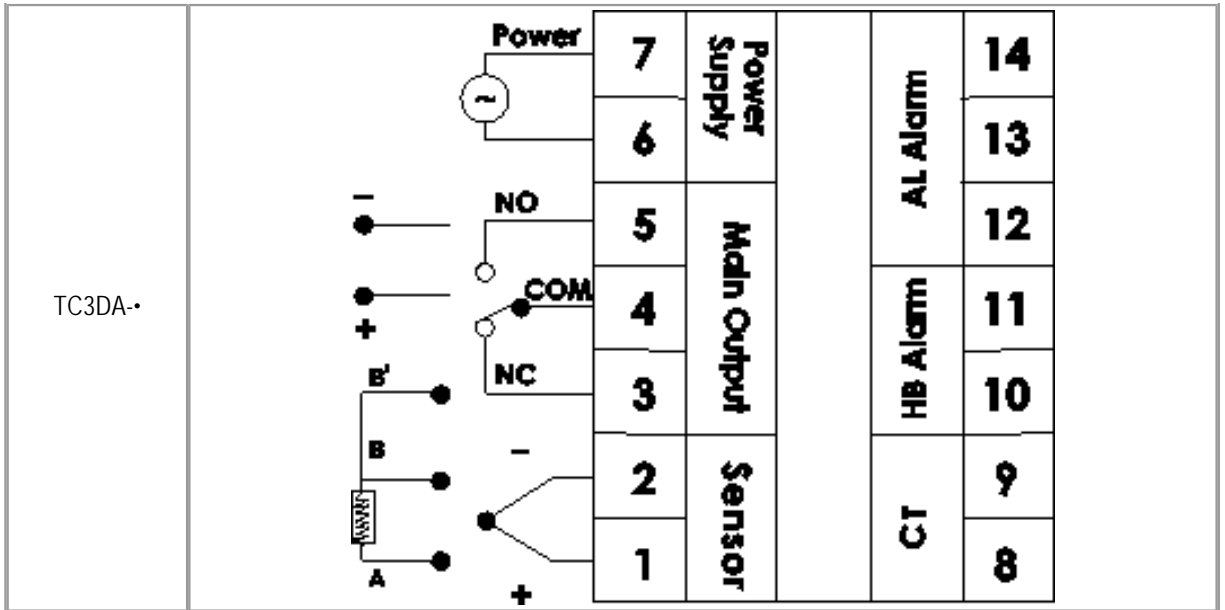 TC3DA-•
Power
~
7
Power
Supply
14
6
13
AL Alarm
–
NO
5
12
Main Output
COM
4
11
+
HB Alarm
B'
NC
3
10
B
–
2
Sensor
9
CT
A
+
1
8